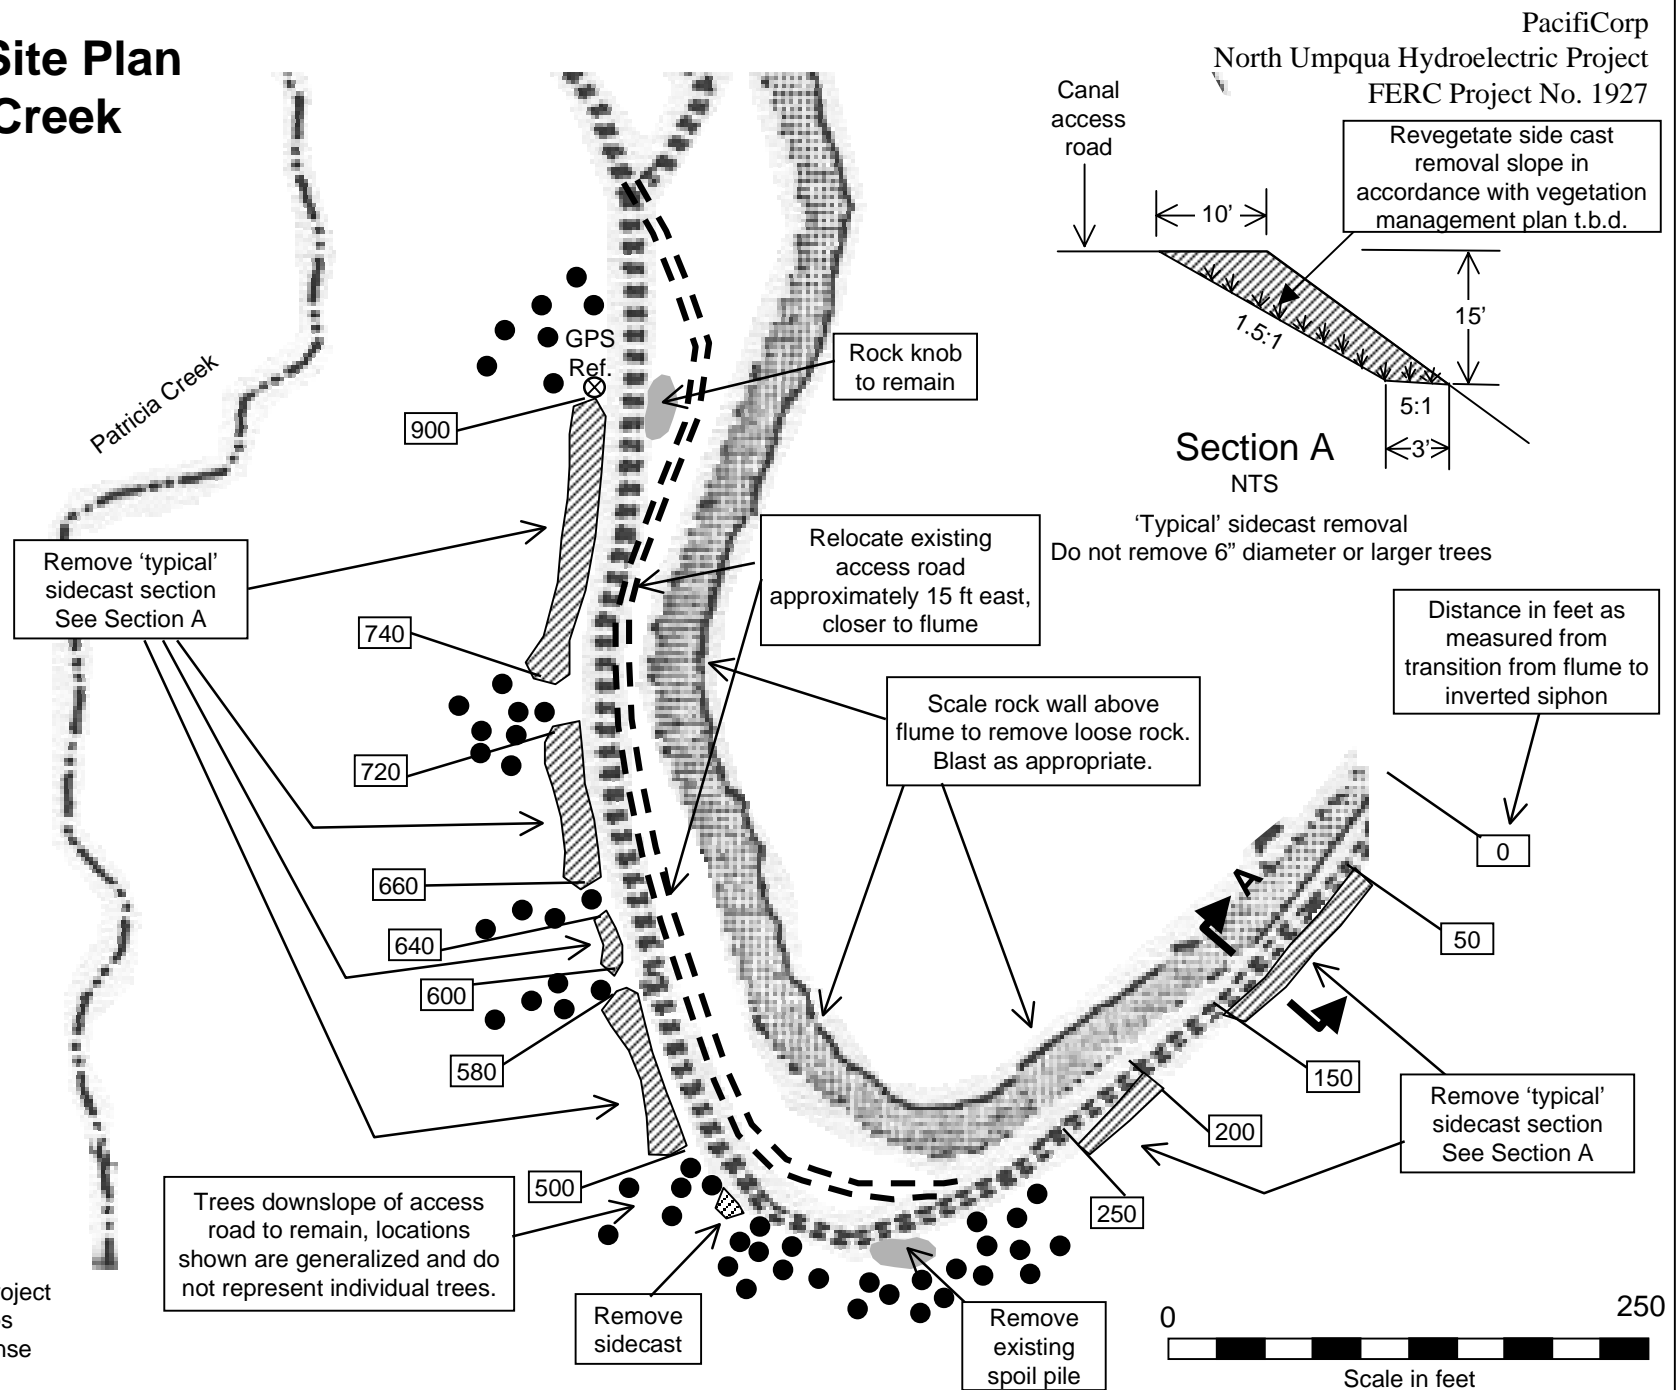 Site Plan
Creek
PacifiCorp
North Umpqua Hydroelectric Project
FERC Project No. 1927
Canal
access
road
Revegetate side cast
removal slope in
accordance with vegetation
management plan t.b.d.
10’
15’
1.5:1
5:1
3’
Section A
NTS
‘Typical’ sidecast removal
Do not remove 6” diameter or larger trees
GPS
Ref.
Rock knob
to remain
Patricia Creek
900
Remove ‘typical’
sidecast section
See Section A
Relocate existing
access road
approximately 15 ft east,
closer to flume
Distance in feet as
measured from
transition from flume to
inverted siphon
740
Scale rock wall above
flume to remove loose rock.
Blast as appropriate.
720
0
660
A
50
640
600
580
150
Remove ‘typical’
sidecast section
See Section A
200
500
250
Trees downslope of access
road to remain, locations
shown are generalized and do
not represent individual trees.
Remove
sidecast
Remove
existing
spoil pile
0
250
Scale in feet